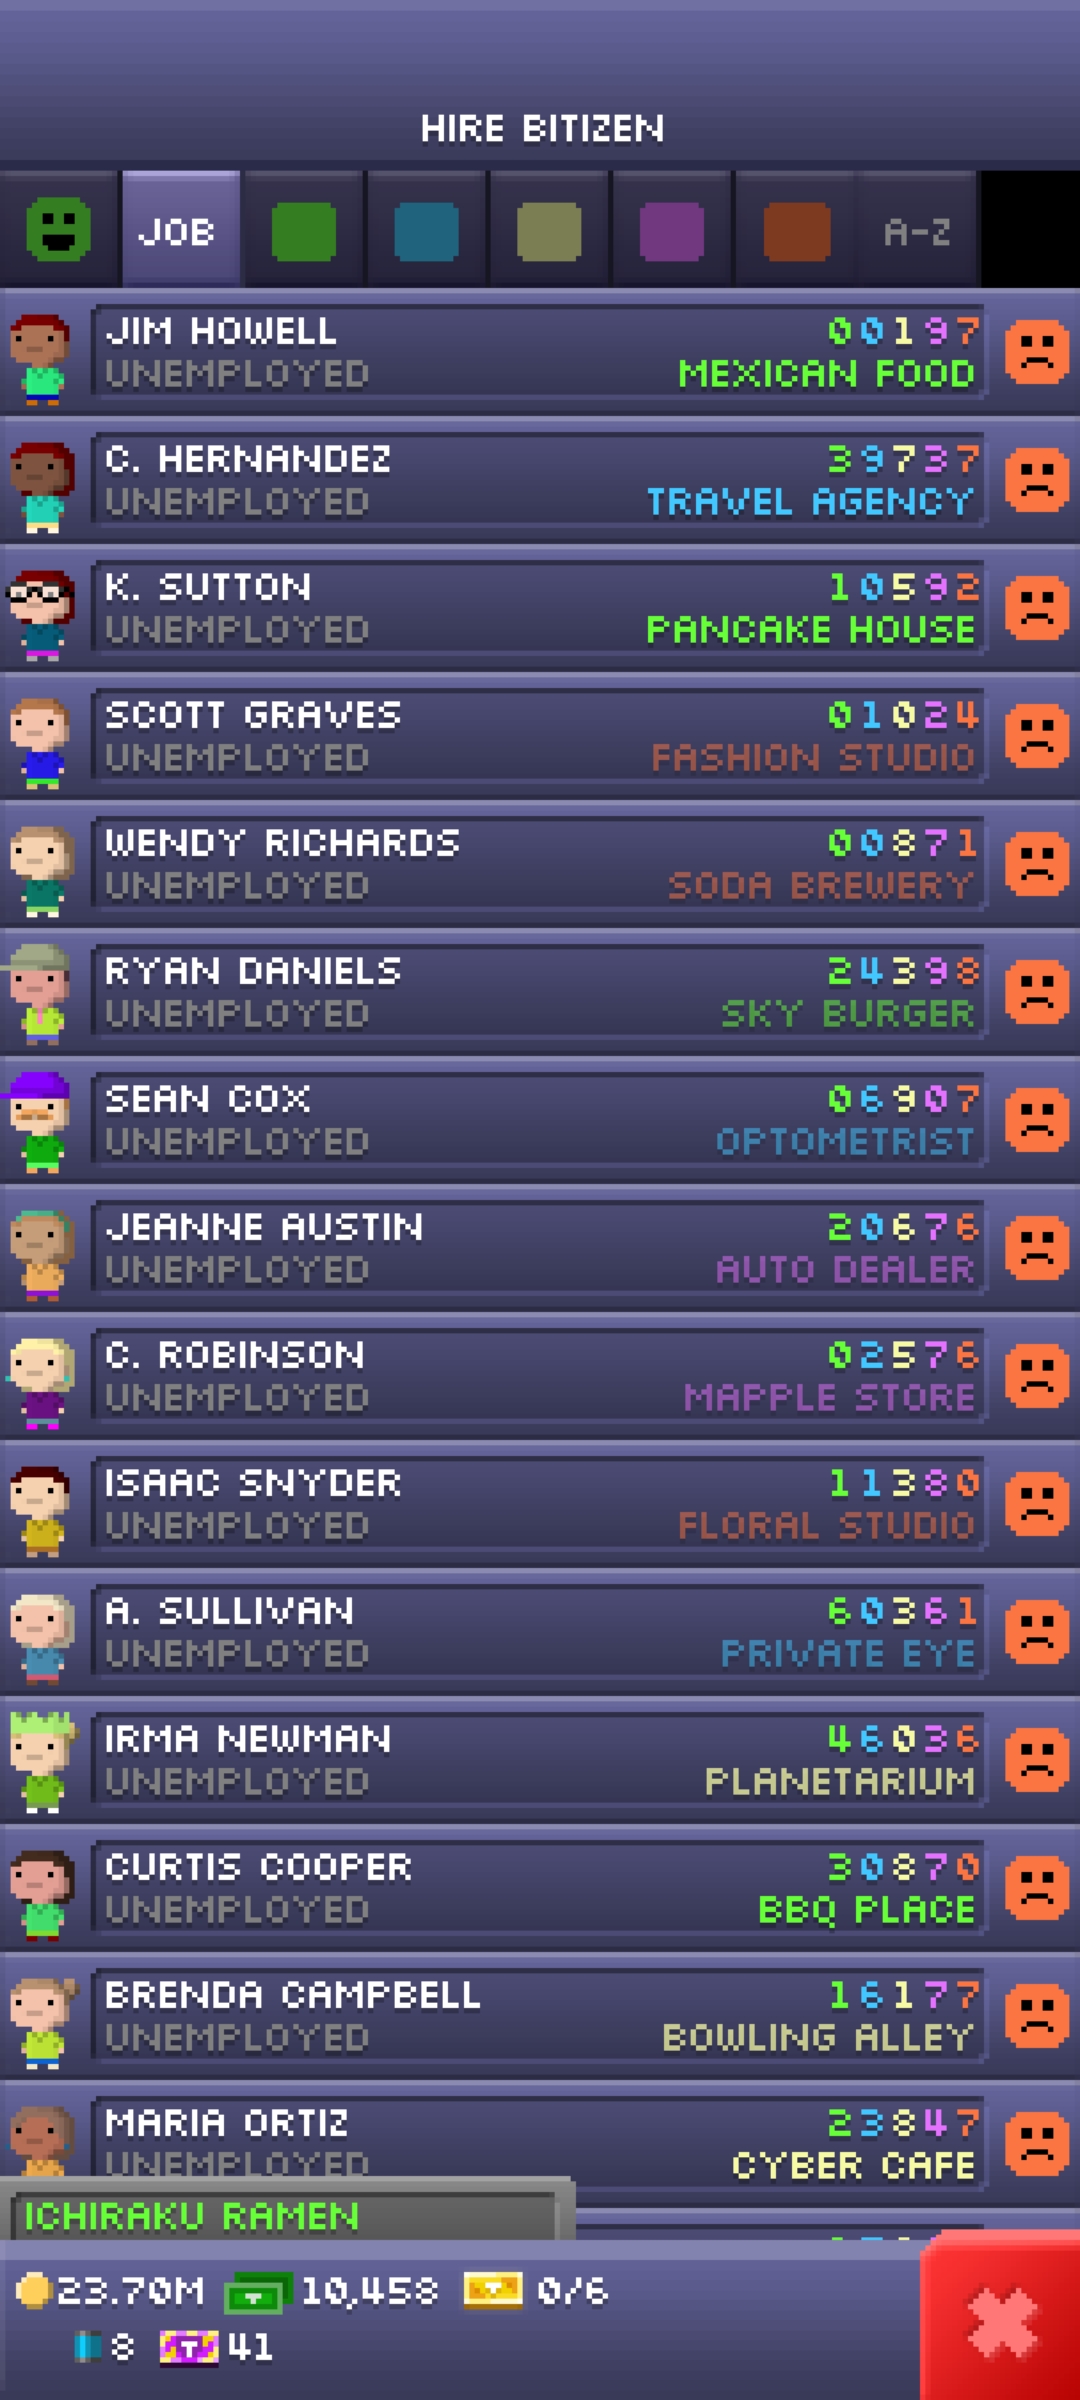 HIRE BITIZEN
JOB A-Z
JIM HOWELL 00197
UNEMPLOYED MEXICAN FOOD
C. HERNANDEZ 39737
UNEMPLOYED TRAVEL AGENCY
K. SUTTON 10592
UNEMPLOYED PANCAKE HOUSE
SCOTT GRAVES 01024
UNEMPLOYED FASHION STUDIO
WENDY RICHARDS 00871
UNEMPLOYED SODA BREWERY
RYAN DANIELS 24398
UNEMPLOYED SKY BURGER
SEAN COX 06907
UNEMPLOYED OPTOMETRIST
JEANNE AUSTIN 20676
UNEMPLOYED AUTO DEALER
C. ROBINSON 02576
UNEMPLOYED MAPPLE STORE
ISAAC SNYDER 11380
UNEMPLOYED FLORAL STUDIO
A. SULLIVAN 60361
UNEMPLOYED PRIVATE EYE
IRMA NEWMAN 46036
UNEMPLOYED PLANETARIUM
CURTIS COOPER 30870
UNEMPLOYED BBQ PLACE
BRENDA CAMPBELL 16177
UNEMPLOYED BOWLING ALLEY
MARIA ORTIZ 23847
UNEMPLOYED CYBER CAFE
ICHIRAKU RAMEN
23.70M 10,458 0/6
8 41